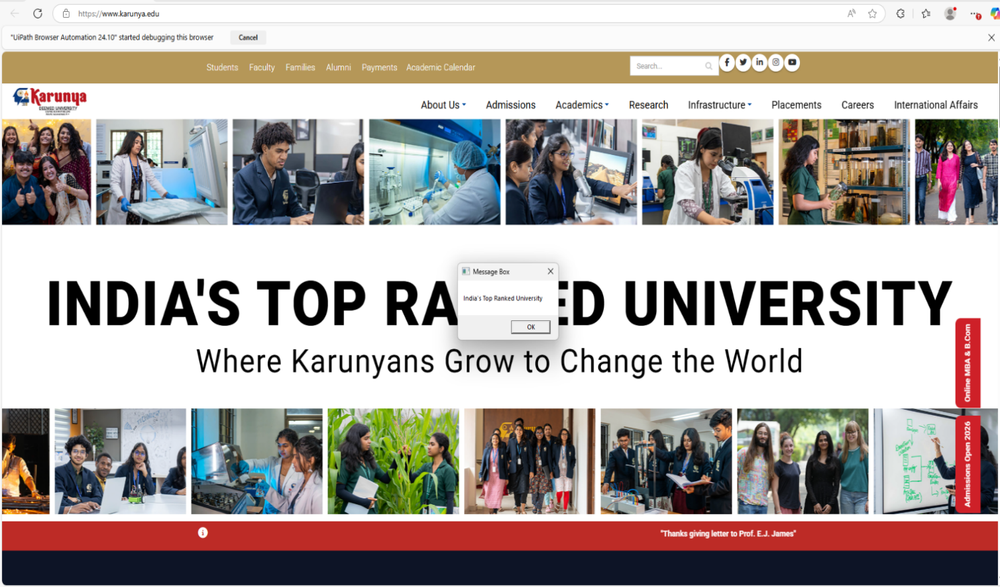 https://www.karunya.edu
"UiPath Browser Automation 24.10" started debugging this browser Cancel
Students Faculty Families Alumni Payments Academic Calendar Search...
Karunya
DEEMED UNIVERSITY
About Us Admissions Academics Research Infrastructure Placements Careers International Affairs
INDIA'S TOP RA ED UNIVERSITY
Message Box
India's Top Ranked University
OK
Where Karunyans Grow to Change the World
Online MBA & B.Com
Admissions Open 2026
"Thanks giving letter to Prof. E.J. James"